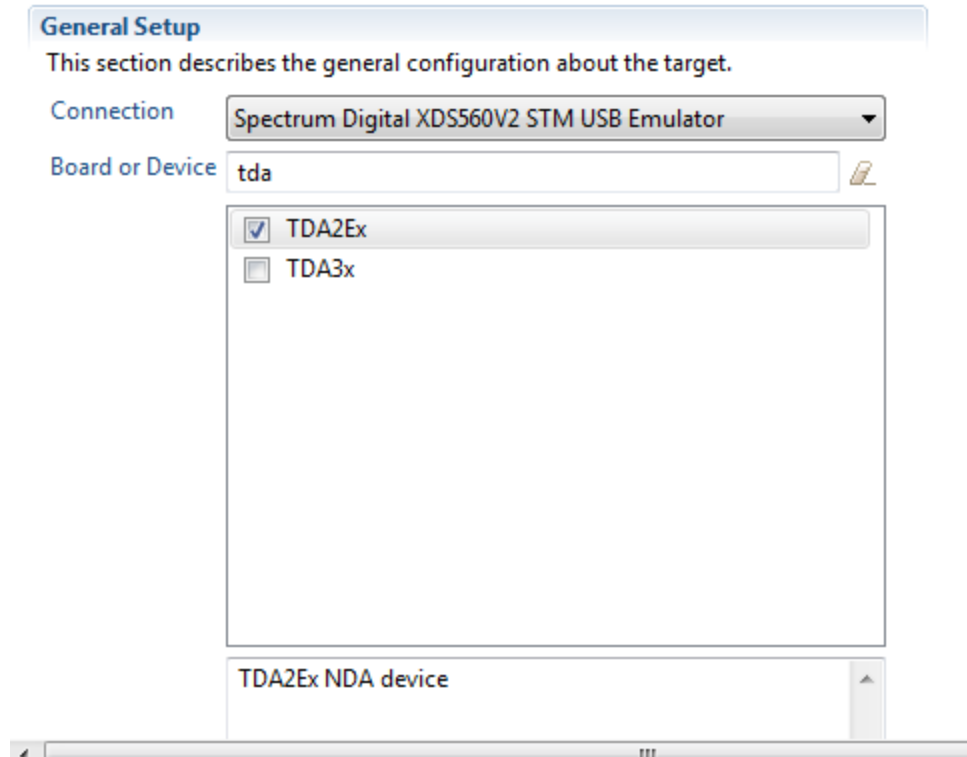 General Setup
This section describes the general configuration about the target.
Connection
Spectrum Digital XDS560V2 STM USB Emulator
Board or Device
tda
TDA2Ex
TDA3x
TDA2Ex NDA device